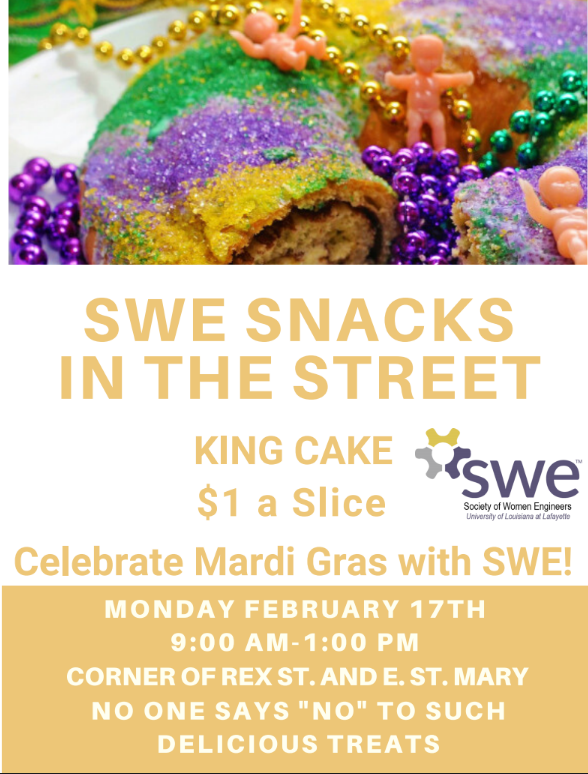 SWE SNACKS
IN THE STREET
KING CAKE
$1 a Slice
swe™
Society of Women Engineers
University of Louisiana at Lafayette
Celebrate Mardi Gras with SWE!
MONDAY FEBRUARY 17TH
9:00 AM-1:00 PM
CORNER OF REX ST. AND E. ST. MARY
NO ONE SAYS "NO" TO SUCH
DELICIOUS TREATS